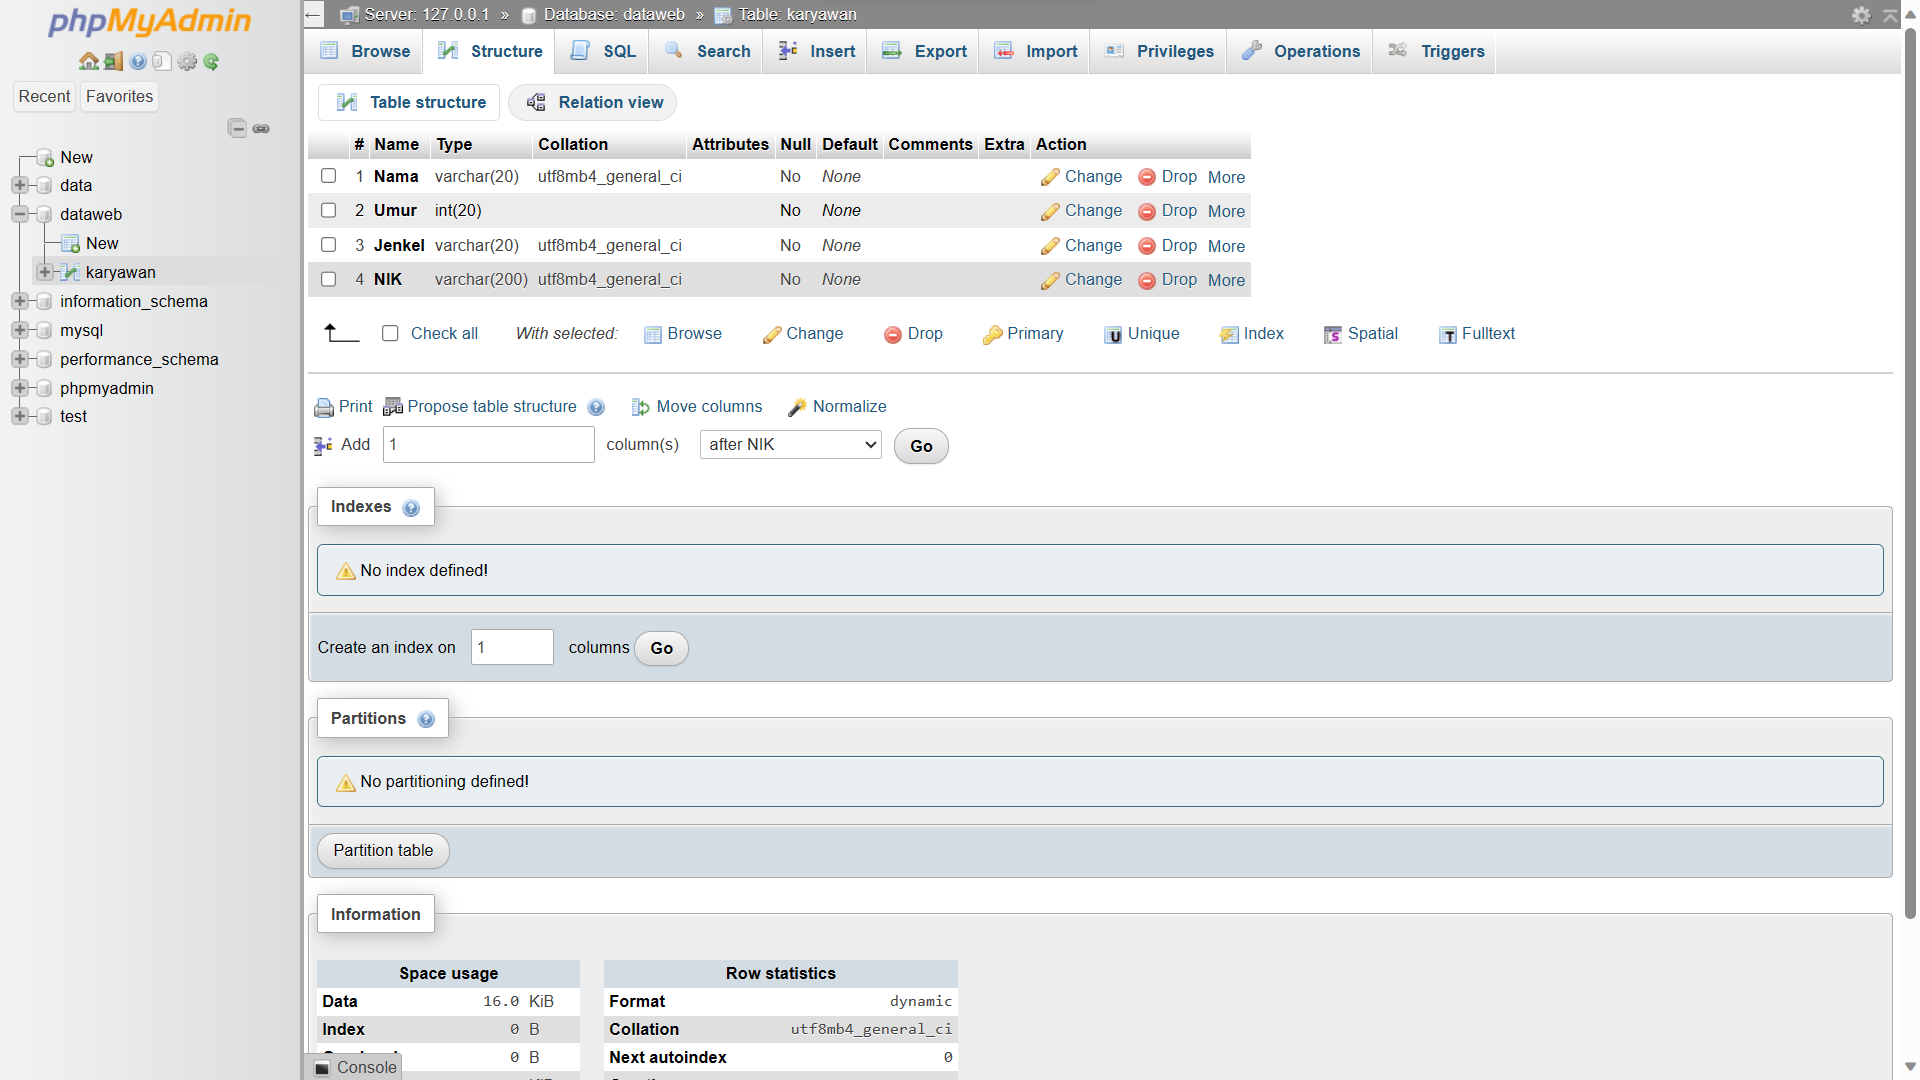 phpMyAdmin
Recent Favorites
New
data
dataweb
New
karyawan
information_schema
mysql
performance_schema
phpmyadmin
test
Server: 127.0.0.1 » Database: dataweb » Table: karyawan
Browse Structure SQL Search Insert Export Import Privileges Operations Triggers
Table structure Relation view
# Name Type Collation Attributes Null Default Comments Extra Action
1 Nama varchar(20) utf8mb4_general_ci No None Change Drop More
2 Umur int(20) No None Change Drop More
3 Jenkel varchar(20) utf8mb4_general_ci No None Change Drop More
4 NIK varchar(200) utf8mb4_general_ci No None Change Drop More
Check all With selected: Browse Change Drop Primary Unique Index Spatial Fulltext
Print Propose table structure Move columns Normalize
Add 1 column(s) after NIK Go
Indexes
No index defined!
Create an index on 1 columns Go
Partitions
No partitioning defined!
Partition table
Information
Space usage
Data 16.0 KiB
Index 0 B
0 B
Row statistics
Format dynamic
Collation utf8mb4_general_ci
Next autoindex 0
Console